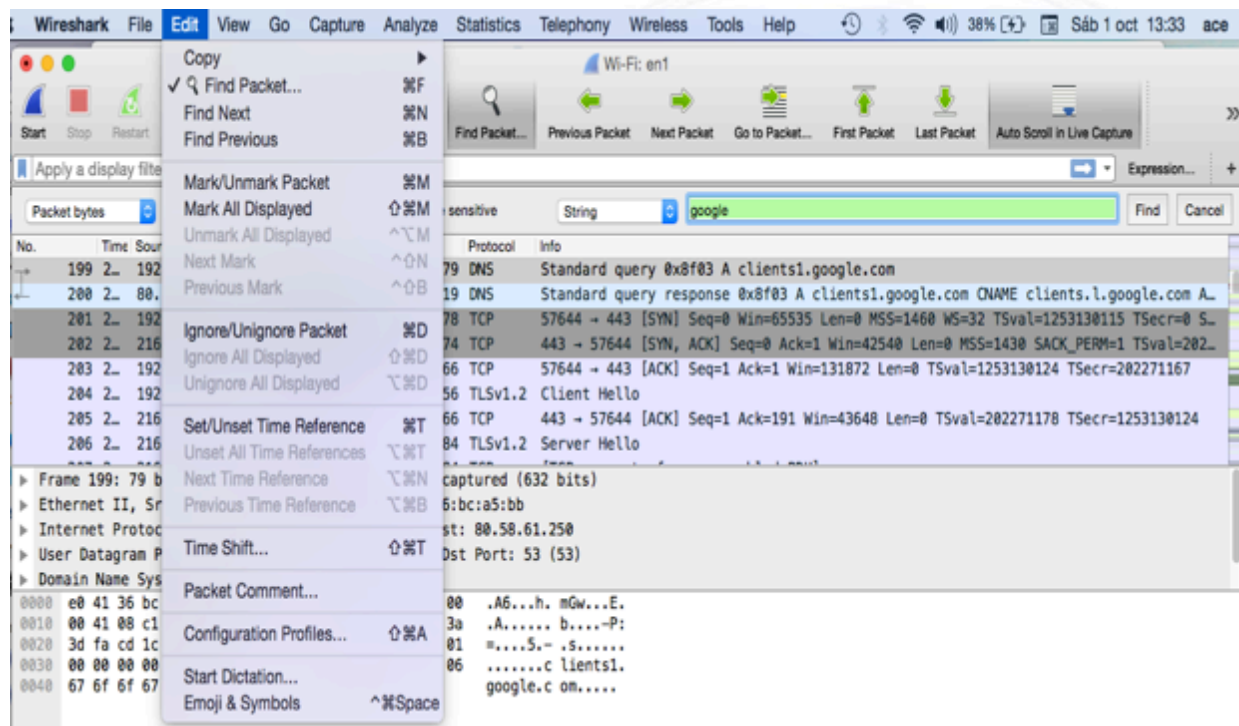 Wireshark File Edit View Go Capture Analyze Statistics Telephony Wireless Tools Help 38% Sáb 1 oct 13:33 ace
Wi-Fi: en1
Start Stop Restart Find Packet... Previous Packet Next Packet Go to Packet... First Packet Last Packet Auto Scroll in Live Capture
Apply a display filte Expression... +
Packet bytes sensitive String google Find Cancel
Copy
✓ Find Packet... ⌘F
Find Next ⌘N
Find Previous ⌘B
Mark/Unmark Packet ⌘M
Mark All Displayed ⇧⌘M
Unmark All Displayed ^⌥M
Next Mark ^⇧N
Previous Mark ^⇧B
Ignore/Unignore Packet ⌘D
Ignore All Displayed ⇧⌘D
Unignore All Displayed ⌥⌘D
Set/Unset Time Reference ⌘T
Unset All Time References ⌥⌘T
Next Time Reference ⌥⌘N
Previous Time Reference ⌥⌘B
Time Shift... ⇧⌘T
Packet Comment...
Configuration Profiles... ⇧⌘A
Start Dictation...
Emoji & Symbols ^⌘Space
No. Time Sour Protocol Info
199 2… 192 79 DNS Standard query 0x8f03 A clients1.google.com
200 2… 80. 19 DNS Standard query response 0x8f03 A clients1.google.com CNAME clients.l.google.com A…
201 2… 192 78 TCP 57644 → 443 [SYN] Seq=0 Win=65535 Len=0 MSS=1460 WS=32 TSval=1253130115 TSecr=0 S…
202 2… 216 74 TCP 443 → 57644 [SYN, ACK] Seq=0 Ack=1 Win=42540 Len=0 MSS=1430 SACK_PERM=1 TSval=202…
203 2… 192 66 TCP 57644 → 443 [ACK] Seq=1 Ack=1 Win=131872 Len=0 TSval=1253130124 TSecr=202271167
204 2… 192 56 TLSv1.2 Client Hello
205 2… 216 66 TCP 443 → 57644 [ACK] Seq=1 Ack=191 Win=43648 Len=0 TSval=202271178 TSecr=1253130124
206 2… 216 84 TLSv1.2 Server Hello
Frame 199: 79 b captured (632 bits)
Ethernet II, Sr 6:bc:a5:bb
Internet Protoc st: 80.58.61.250
User Datagram P Dst Port: 53 (53)
Domain Name Sys
0000 e0 41 36 bc 00 .A6...h. mGw...E.
0010 00 41 08 c1 3a .A...... b....-P:
0020 3d fa cd 1c 01 =....5.- .s......
0030 00 00 00 00 06 .......c lients1.
0040 67 6f 6f 67 google.c om.....